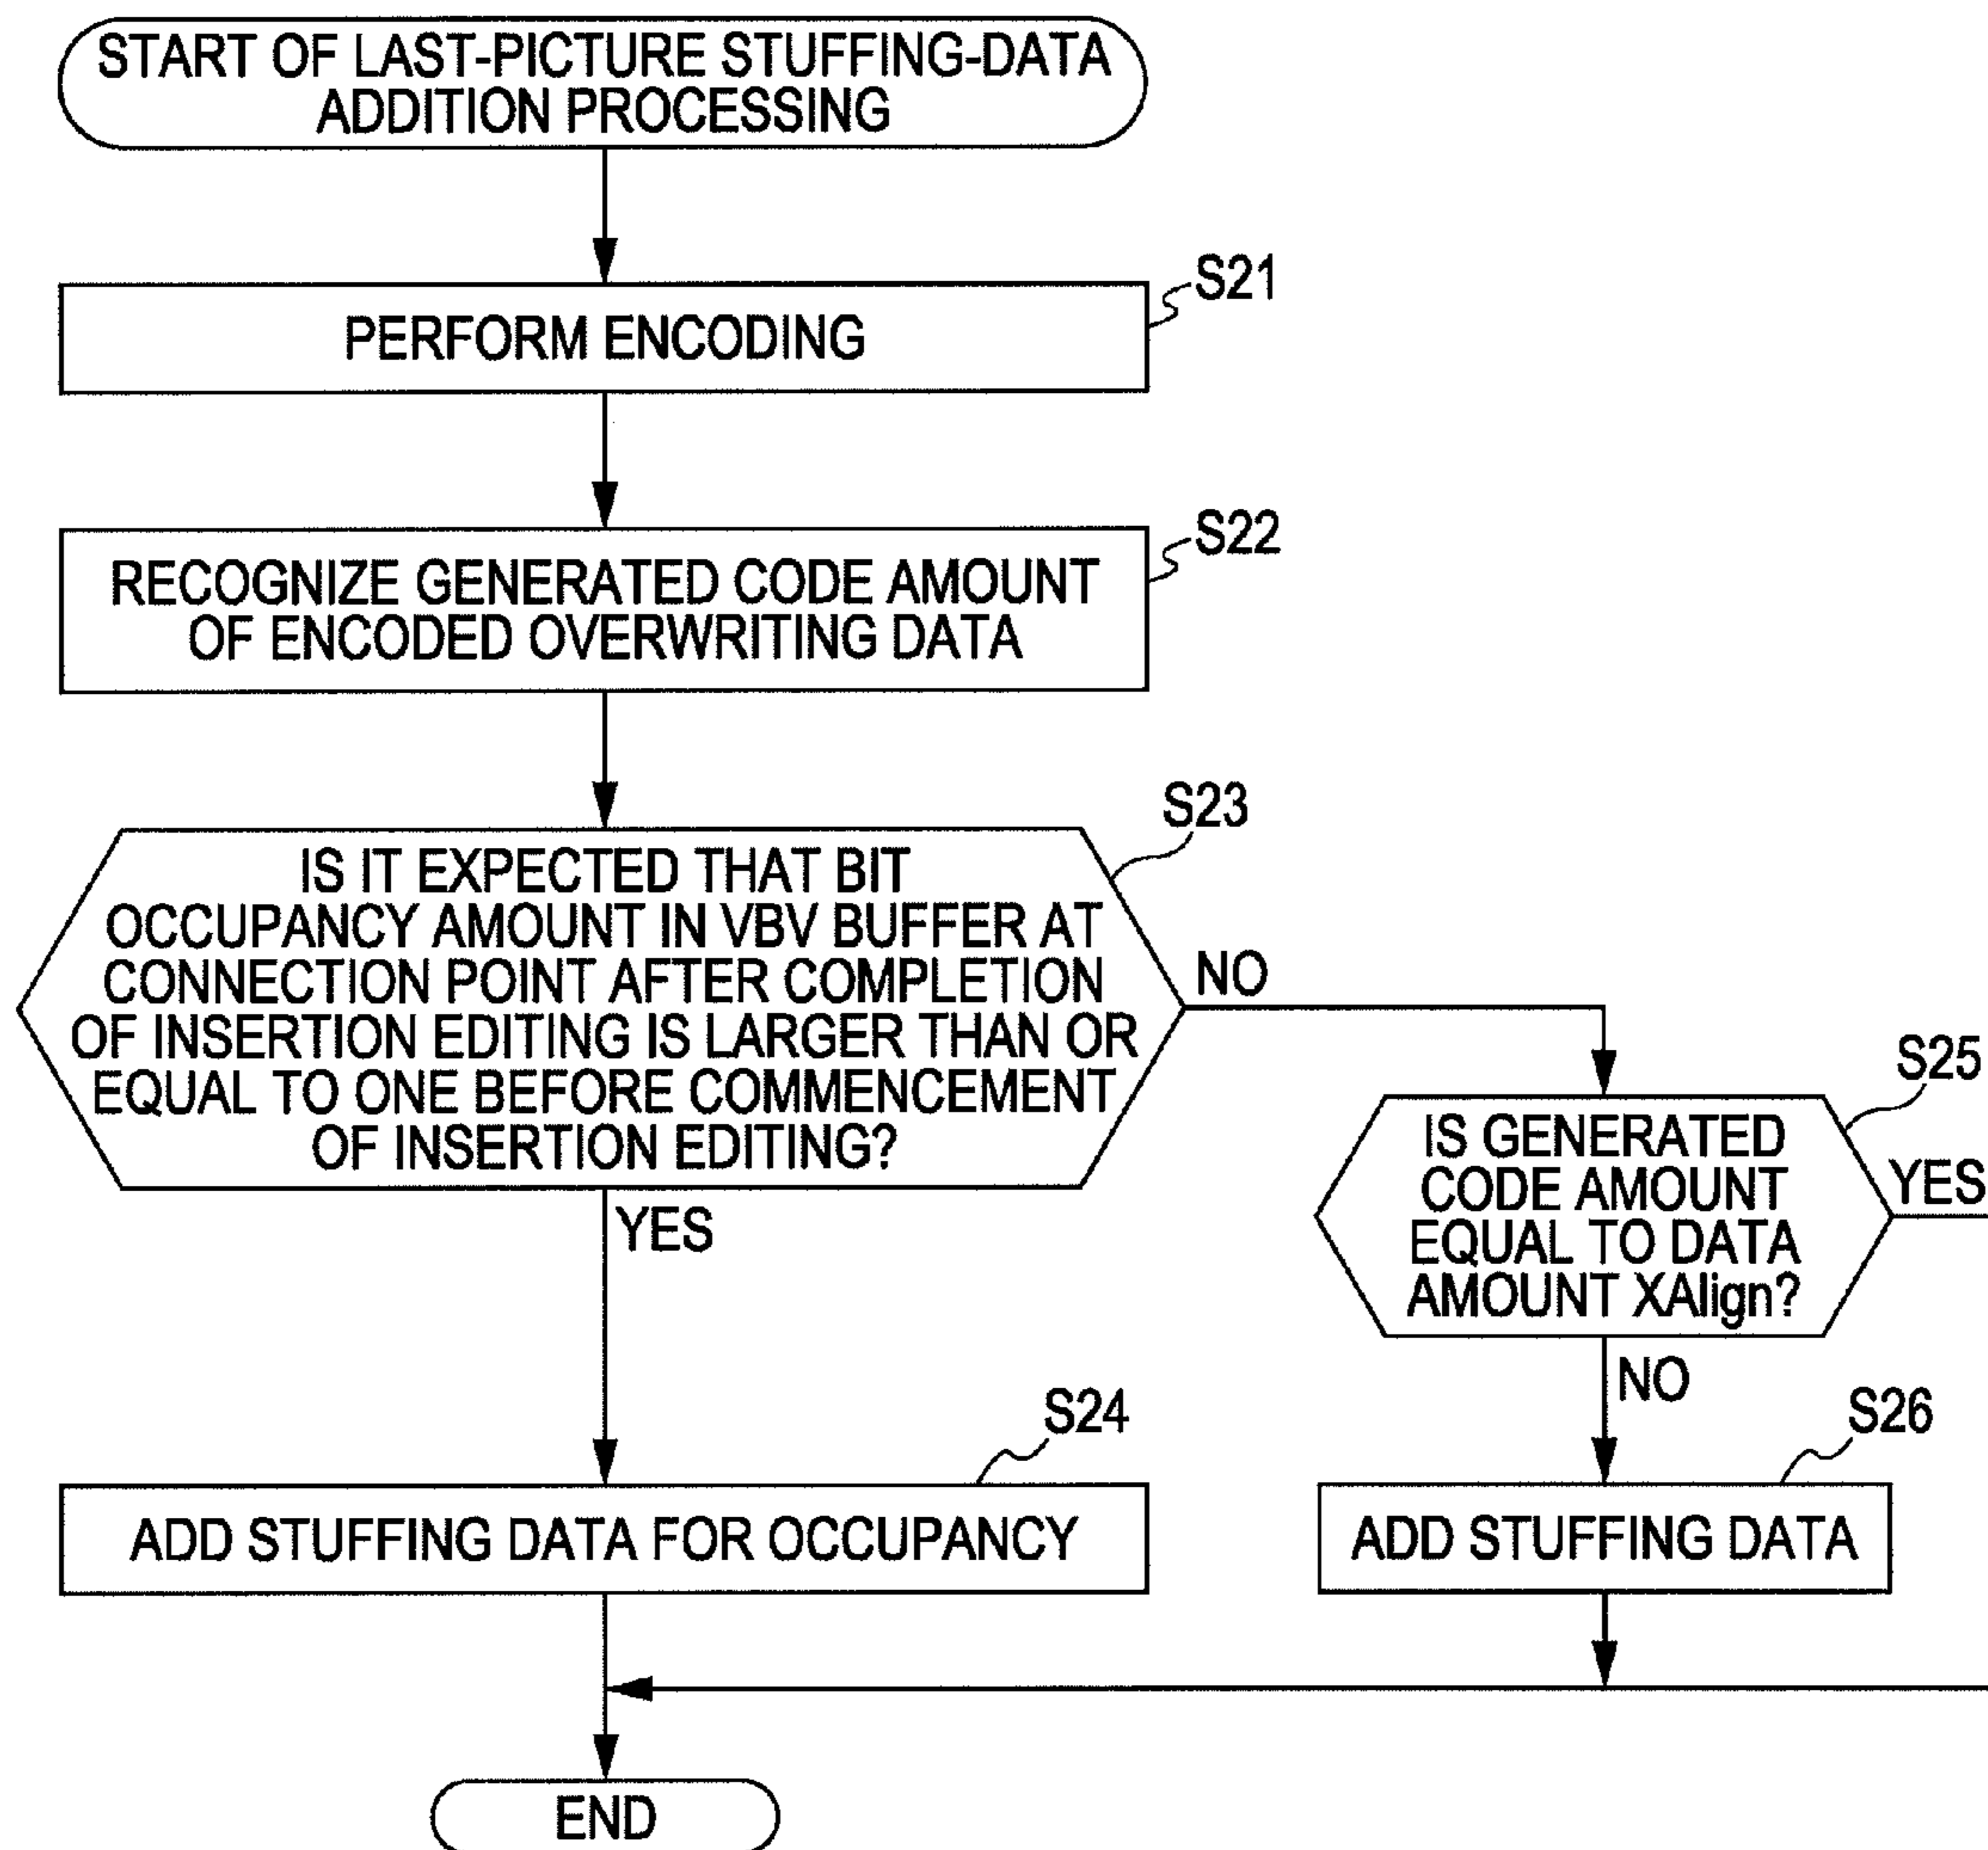 START OF LAST-PICTURE STUFFING-DATA
ADDITION PROCESSING
S21
PERFORM ENCODING
S22
RECOGNIZE GENERATED CODE AMOUNT
OF ENCODED OVERWRITING DATA
S23
IS IT EXPECTED THAT BIT
OCCUPANCY AMOUNT IN VBV BUFFER AT
CONNECTION POINT AFTER COMPLETION
OF INSERTION EDITING IS LARGER THAN OR
EQUAL TO ONE BEFORE COMMENCEMENT
OF INSERTION EDITING?
NO
YES
S25
IS GENERATED
CODE AMOUNT
EQUAL TO DATA
AMOUNT XAlign?
YES
NO
S24
ADD STUFFING DATA FOR OCCUPANCY
S26
ADD STUFFING DATA
END